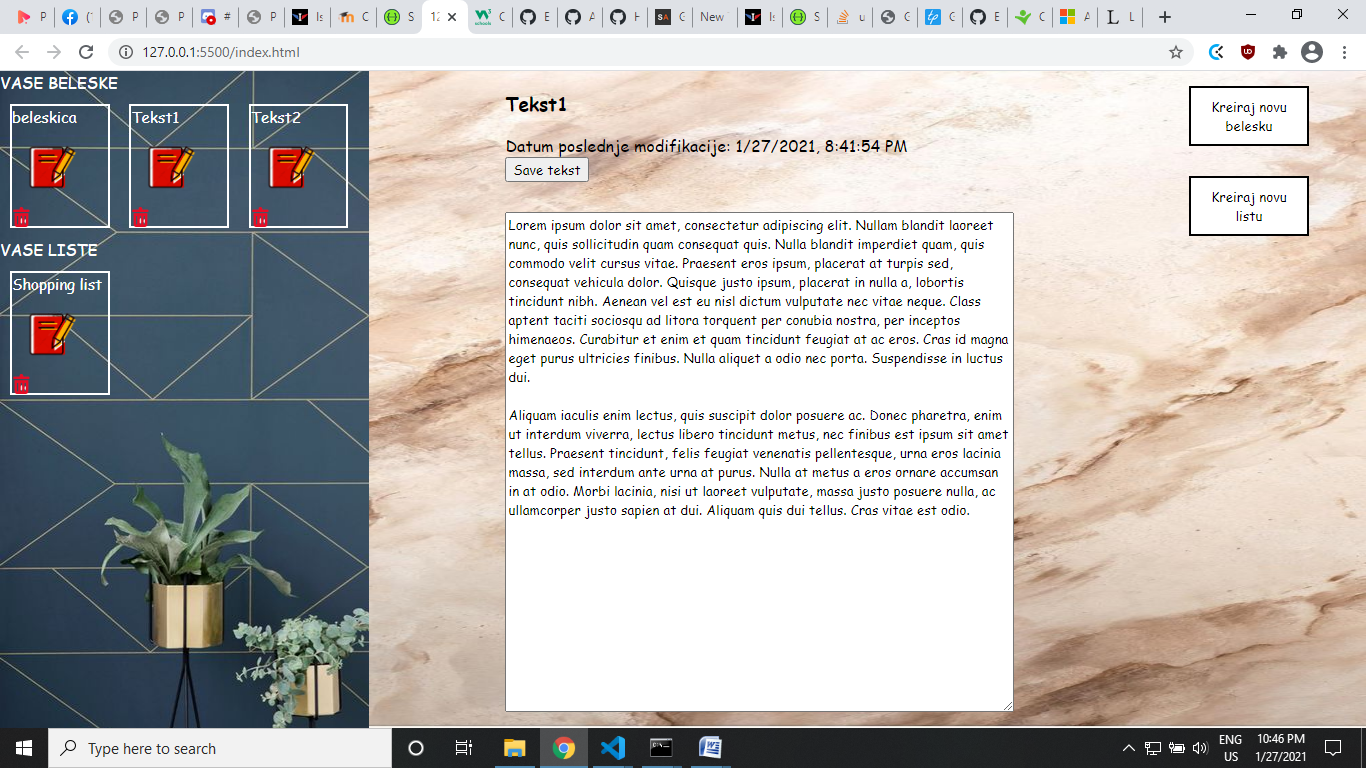 P
(
P
P
#
P
Is
C
S
12
C
E
A
H
G
New
Is
S
u
C
C
E
C
A
L
127.0.0.1:5500/index.html
VASE BELESKE
beleskica
Tekst1
Tekst2
VASE LISTE
Shopping list
Tekst1
Datum poslednje modifikacije: 1/27/2021, 8:41:54 PM
Save tekst
Lorem ipsum dolor sit amet, consectetur adipiscing elit. Nullam blandit laoreet
nunc, quis sollicitudin quam consequat quis. Nulla blandit imperdiet quam, quis
commodo velit cursus vitae. Praesent eros ipsum, placerat at turpis sed,
consequat vehicula dolor. Quisque justo ipsum, placerat in nulla a, lobortis
tincidunt nibh. Aenean vel est eu nisl dictum vulputate nec vitae neque. Class
aptent taciti sociosqu ad litora torquent per conubia nostra, per inceptos
himenaeos. Curabitur et enim et quam tincidunt feugiat at ac eros. Cras id magna
eget purus ultricies finibus. Nulla aliquet a odio nec porta. Suspendisse in luctus
dui.
Aliquam iaculis enim lectus, quis suscipit dolor posuere ac. Donec pharetra, enim
ut interdum viverra, lectus libero tincidunt metus, nec finibus est ipsum sit amet
tellus. Praesent tincidunt, felis feugiat venenatis pellentesque, urna eros lacinia
massa, sed interdum ante urna at purus. Nulla at metus a eros ornare accumsan
in at odio. Morbi lacinia, nisi ut laoreet vulputate, massa justo posuere nulla, ac
ullamcorper justo sapien at dui. Aliquam quis dui tellus. Cras vitae est odio.
Kreiraj novu
belesku
Kreiraj novu
listu
Type here to search
ENG
US
10:46 PM
1/27/2021